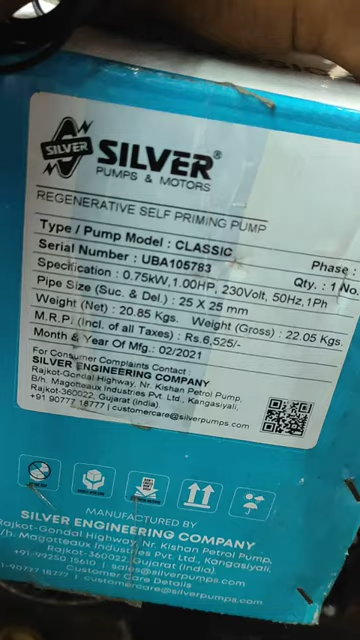 SILVER
SILVER®
PUMPS & MOTORS
REGENERATIVE SELF PRIMING PUMP
Type / Pump Model : CLASSIC
Phase :
Serial Number : UBA105783
Qty. : 1 No.
Specification : 0.75kW,1.00HP, 230Volt, 50Hz,1Ph
Pipe Size (Suc. & Del.) : 25 X 25 mm
Weight (Net) : 20.85 Kgs. Weight (Gross) : 22.05 Kgs.
M.R.P. (Incl. of all Taxes) : Rs.6,525/-
Month & Year Of Mfg.: 02/2021
For Consumer Complaints Contact :
SILVER ENGINEERING COMPANY
Rajkot-Gondal Highway, Nr. Kishan Petrol Pump,
B/h. Magotteaux Industries Pvt. Ltd., Kangasiyali,
Rajkot-360022, Gujarat (India)
+91 90777 18777 | customercare@silverpumps.com
MANUFACTURED BY
SILVER ENGINEERING COMPANY
Rajkot-Gondal Highway, Nr. Kishan Petrol Pump,
/h. Magotteaux Industries Pvt. Ltd., Kangasiyali,
Rajkot-360022, Gujarat (India)
+91-99250 15610 | sales@silverpumps.com
Customer Care Details
1-90777 18777 | customercare@silverpumps.com